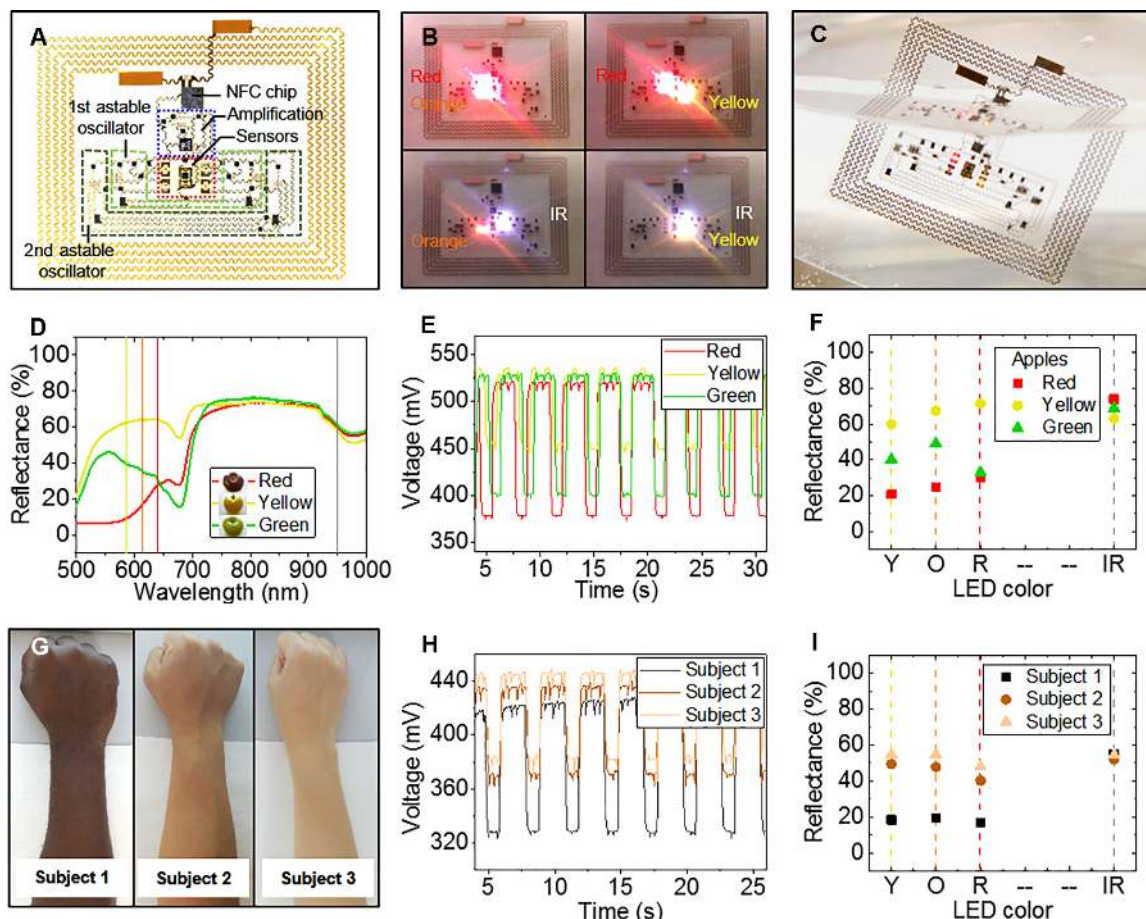 A
NFC chip
Amplification
Sensors
1st astable
oscillator
2nd astable
oscillator
B
Red
Orange
Yellow
Orange
IR
IR
Yellow
C
D
Reflectance (%)
100
80
60
40
20
0
Red
Yellow
Green
500 600 700 800 900 1000
Wavelength (nm)
E
Voltage (mV)
550
500
450
400
350
Red
Yellow
Green
5 10 15 20 25 30
Time (s)
F
Reflectance (%)
100
80
60
40
20
0
Apples
Red
Yellow
Green
Y O R -- -- IR
LED color
G
Subject 1
Subject 2
Subject 3
H
Voltage (mV)
440
400
360
320
Subject 1
Subject 2
Subject 3
5 10 15 20 25
Time (s)
I
Reflectance (%)
100
80
60
40
20
0
Subject 1
Subject 2
Subject 3
Y O R -- -- IR
LED color